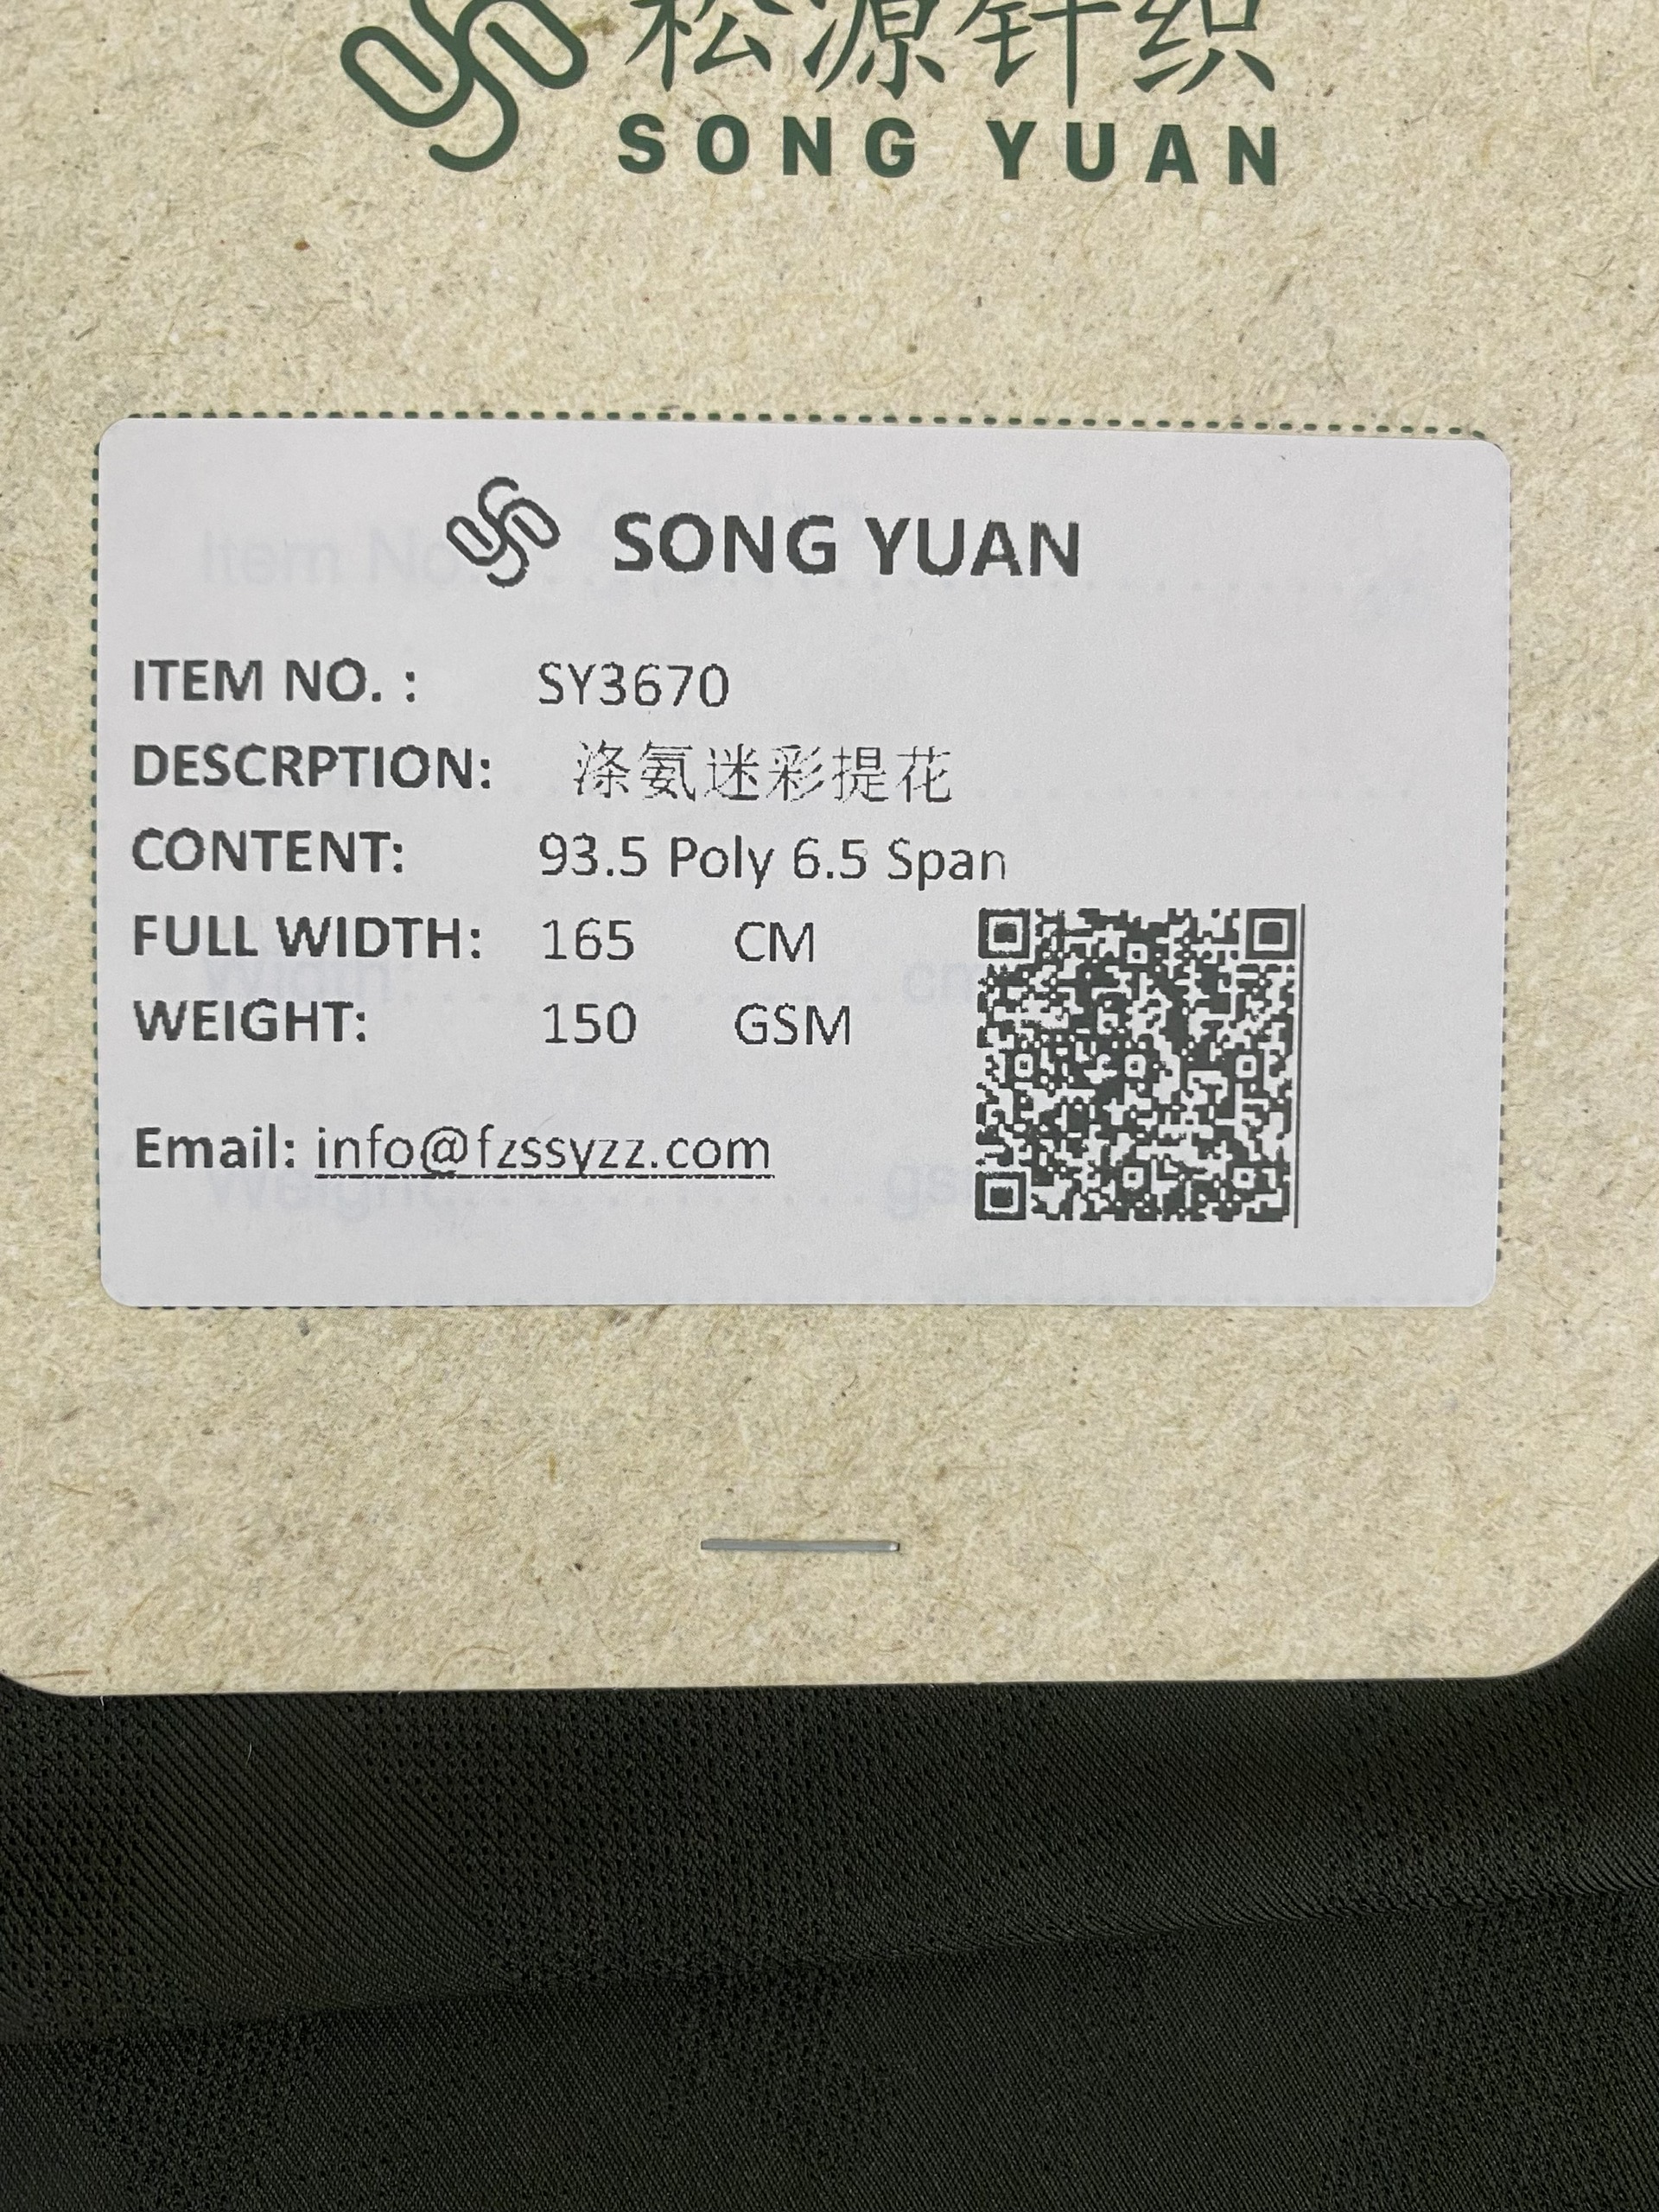 松源针织
SONG YUAN
SONG YUAN
ITEM NO. : SY3670
DESCRPTION: 涤氨迷彩提花
CONTENT: 93.5 Poly 6.5 Span
FULL WIDTH: 165 CM
WEIGHT: 150 GSM
Email: info@fzssyzz.com